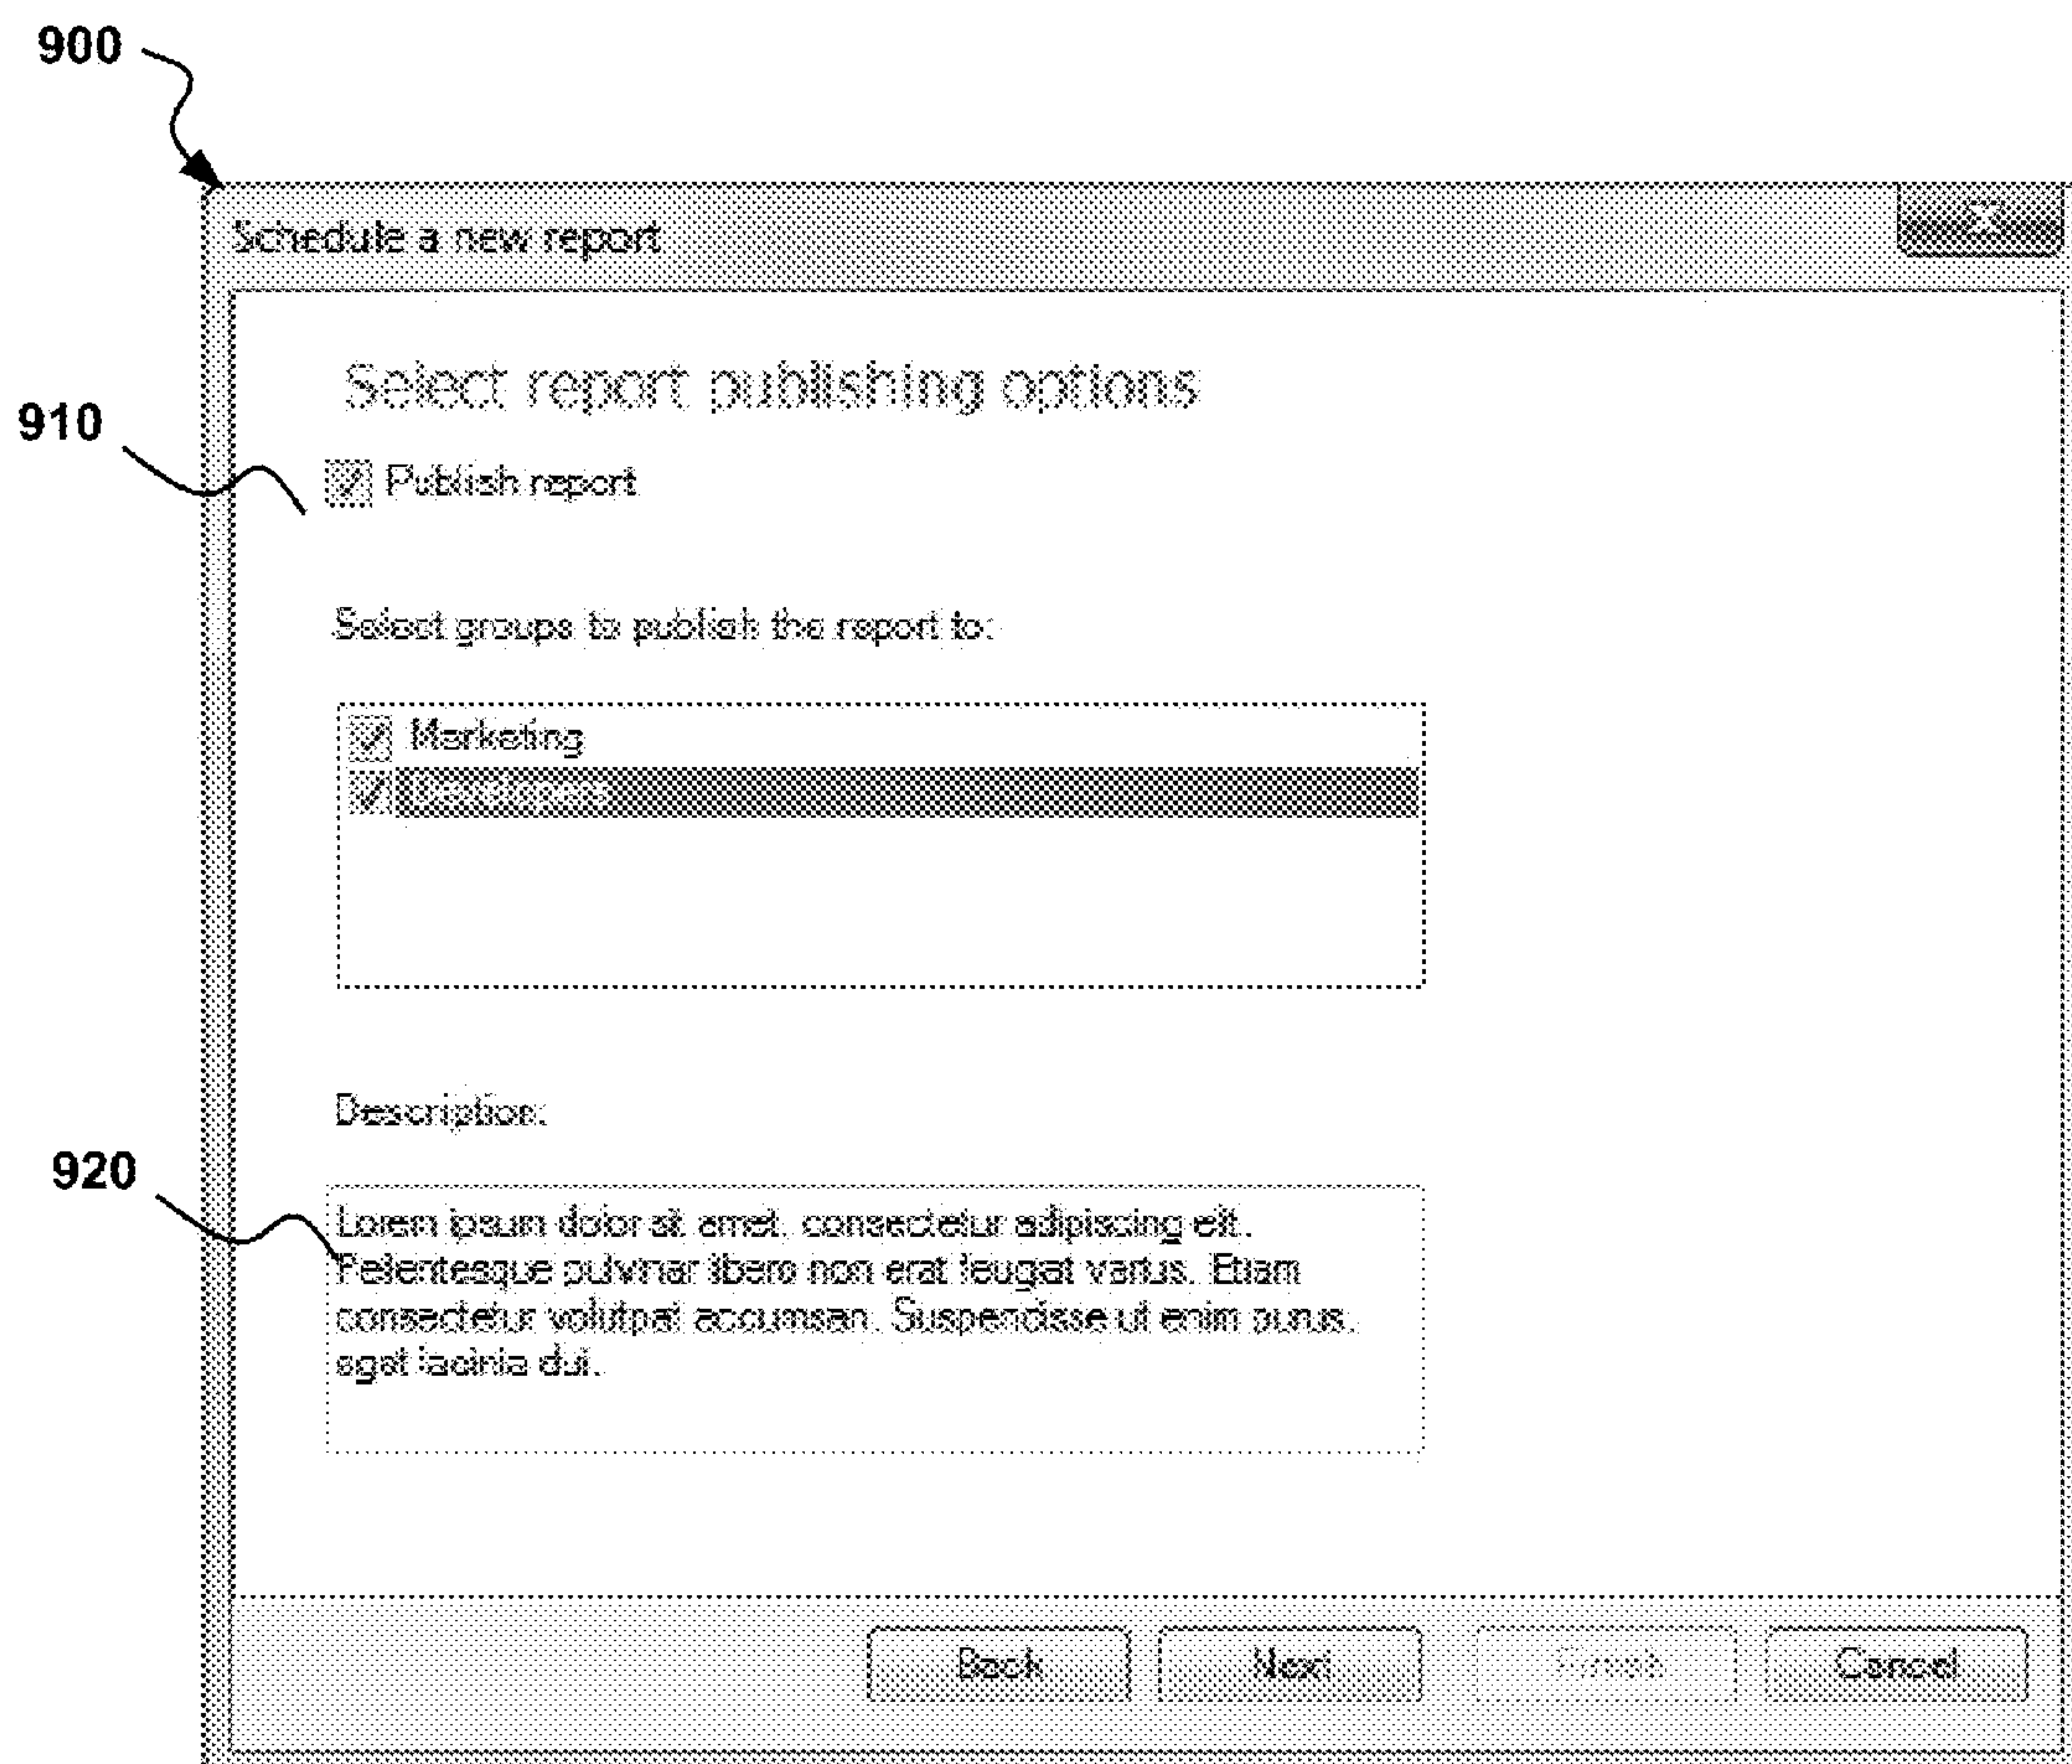 900
Schedule a new report
Select report publishing options
910
Publish report
Select groups to publish the report to:
Marketing
Developers
Description:
920
Lorem ipsum dolor sit amet, consectetur adipiscing elit.
Pellentesque pulvinar libero non erat feugiat varius. Etiam
consectetur volutpat accumsan. Suspendisse ut enim purus,
eget lacinia dui.
Back
Next
Finish
Cancel